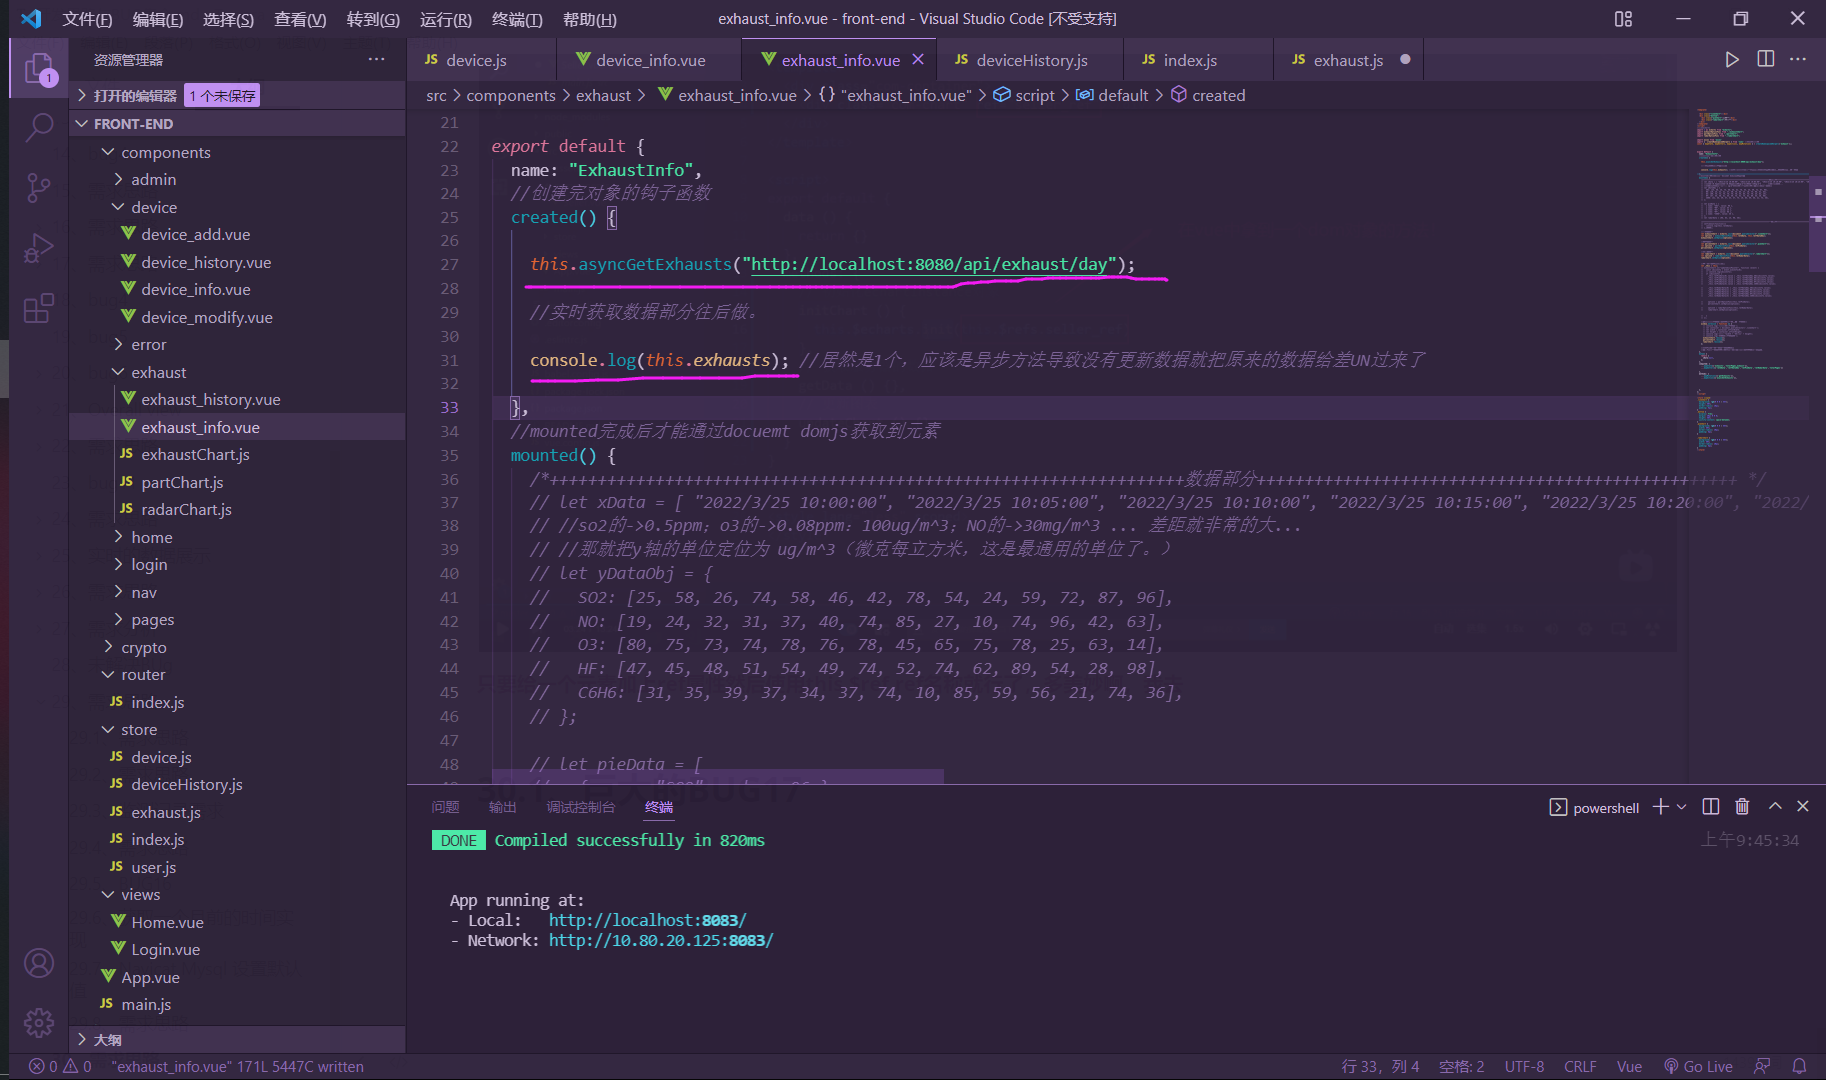 文件(F) 编辑(E) 选择(S) 查看(V) 转到(G) 运行(R) 终端(T) 帮助(H) exhaust_info.vue - front-end - Visual Studio Code [不受支持]
资源管理器
JS device.js device_info.vue exhaust_info.vue JS deviceHistory.js JS index.js JS exhaust.js
1
打开的编辑器 1 个未保存
src > components > exhaust > exhaust_info.vue > {} "exhaust_info.vue" > script > default > created
FRONT-END
components
admin
device
device_add.vue
device_history.vue
device_info.vue
device_modify.vue
error
exhaust
exhaust_history.vue
exhaust_info.vue
JS exhaustChart.js
JS partChart.js
JS radarChart.js
home
login
nav
pages
crypto
router
JS index.js
store
JS device.js
JS deviceHistory.js
JS exhaust.js
JS index.js
JS user.js
views
Home.vue
Login.vue
App.vue
JS main.js
大纲
21
22 export default {
23 name: "ExhaustInfo",
24 //创建完对象的钩子函数
25 created() {
26
27 this.asyncGetExhausts("http://localhost:8080/api/exhaust/day");
28
29 //实时获取数据部分往后做。
30
31 console.log(this.exhausts); //居然是1个，应该是异步方法导致没有更新数据就把原来的数据给差UN过来了
32
33 },
34 //mounted完成后才能通过docuemt domjs获取到元素
35 mounted() {
36 /*++++++++++++++++++++++++++++++++++++++++++++++++++++++++++++++++++数据部分++++++++++++++++++++++++++++++++++++++++++++++++++ */
37 // let xData = [ "2022/3/25 10:00:00", "2022/3/25 10:05:00", "2022/3/25 10:10:00", "2022/3/25 10:15:00", "2022/3/25 10:20:00", "2022/
38 // //so2的->0.5ppm；o3的->0.08ppm：100ug/m^3；NO的->30mg/m^3 ... 差距就非常的大...
39 // //那就把y轴的单位定位为 ug/m^3（微克每立方米，这是最通用的单位了。）
40 // let yDataObj = {
41 // SO2: [25, 58, 26, 74, 58, 46, 42, 78, 54, 24, 59, 72, 87, 96],
42 // NO: [19, 24, 32, 31, 37, 40, 74, 85, 27, 10, 74, 96, 42, 63],
43 // O3: [80, 75, 73, 74, 78, 76, 78, 45, 65, 75, 78, 25, 63, 14],
44 // HF: [47, 45, 48, 51, 54, 49, 74, 52, 74, 62, 89, 54, 28, 98],
45 // C6H6: [31, 35, 39, 37, 34, 37, 74, 10, 85, 59, 56, 21, 74, 36],
46 // };
47
48 // let pieData = [
问题 输出 调试控制台 终端 powershell
DONE Compiled successfully in 820ms 上午9:45:34
App running at:
- Local: http://localhost:8083/
- Network: http://10.80.20.125:8083/
0 0 "exhaust_info.vue" 171L 5447C written 行 33，列 4 空格: 2 UTF-8 CRLF Vue Go Live